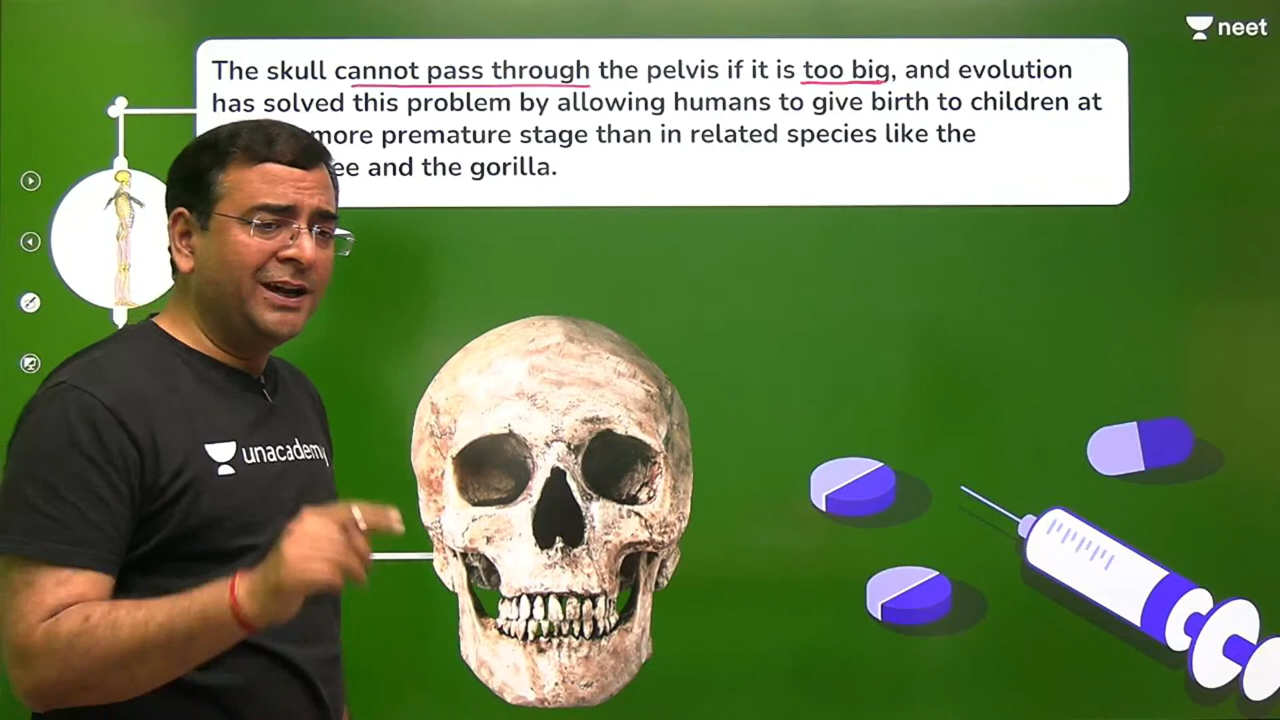 neet
The skull cannot pass through the pelvis if it is too big, and evolution
has solved this problem by allowing humans to give birth to children at
more premature stage than in related species like the
ee and the gorilla.
unacademy